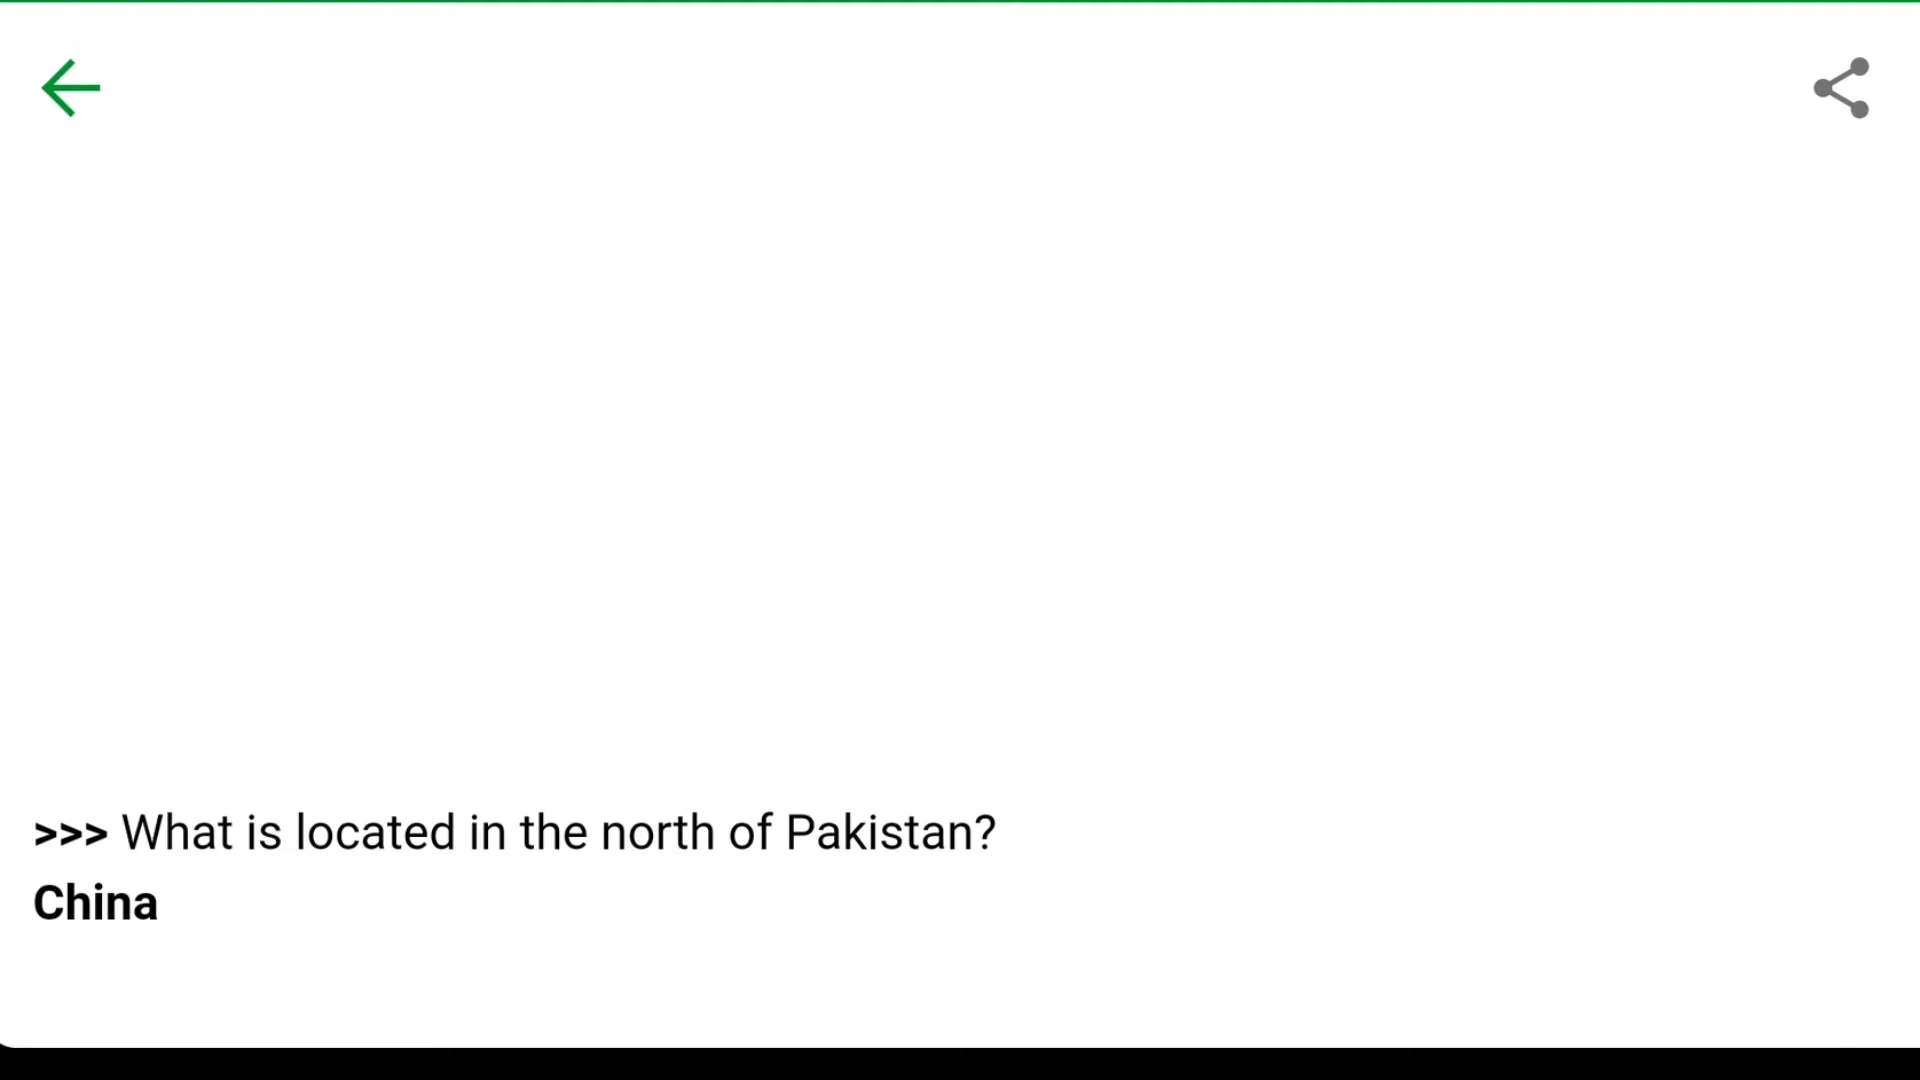 >>> What is located in the north of Pakistan?
China